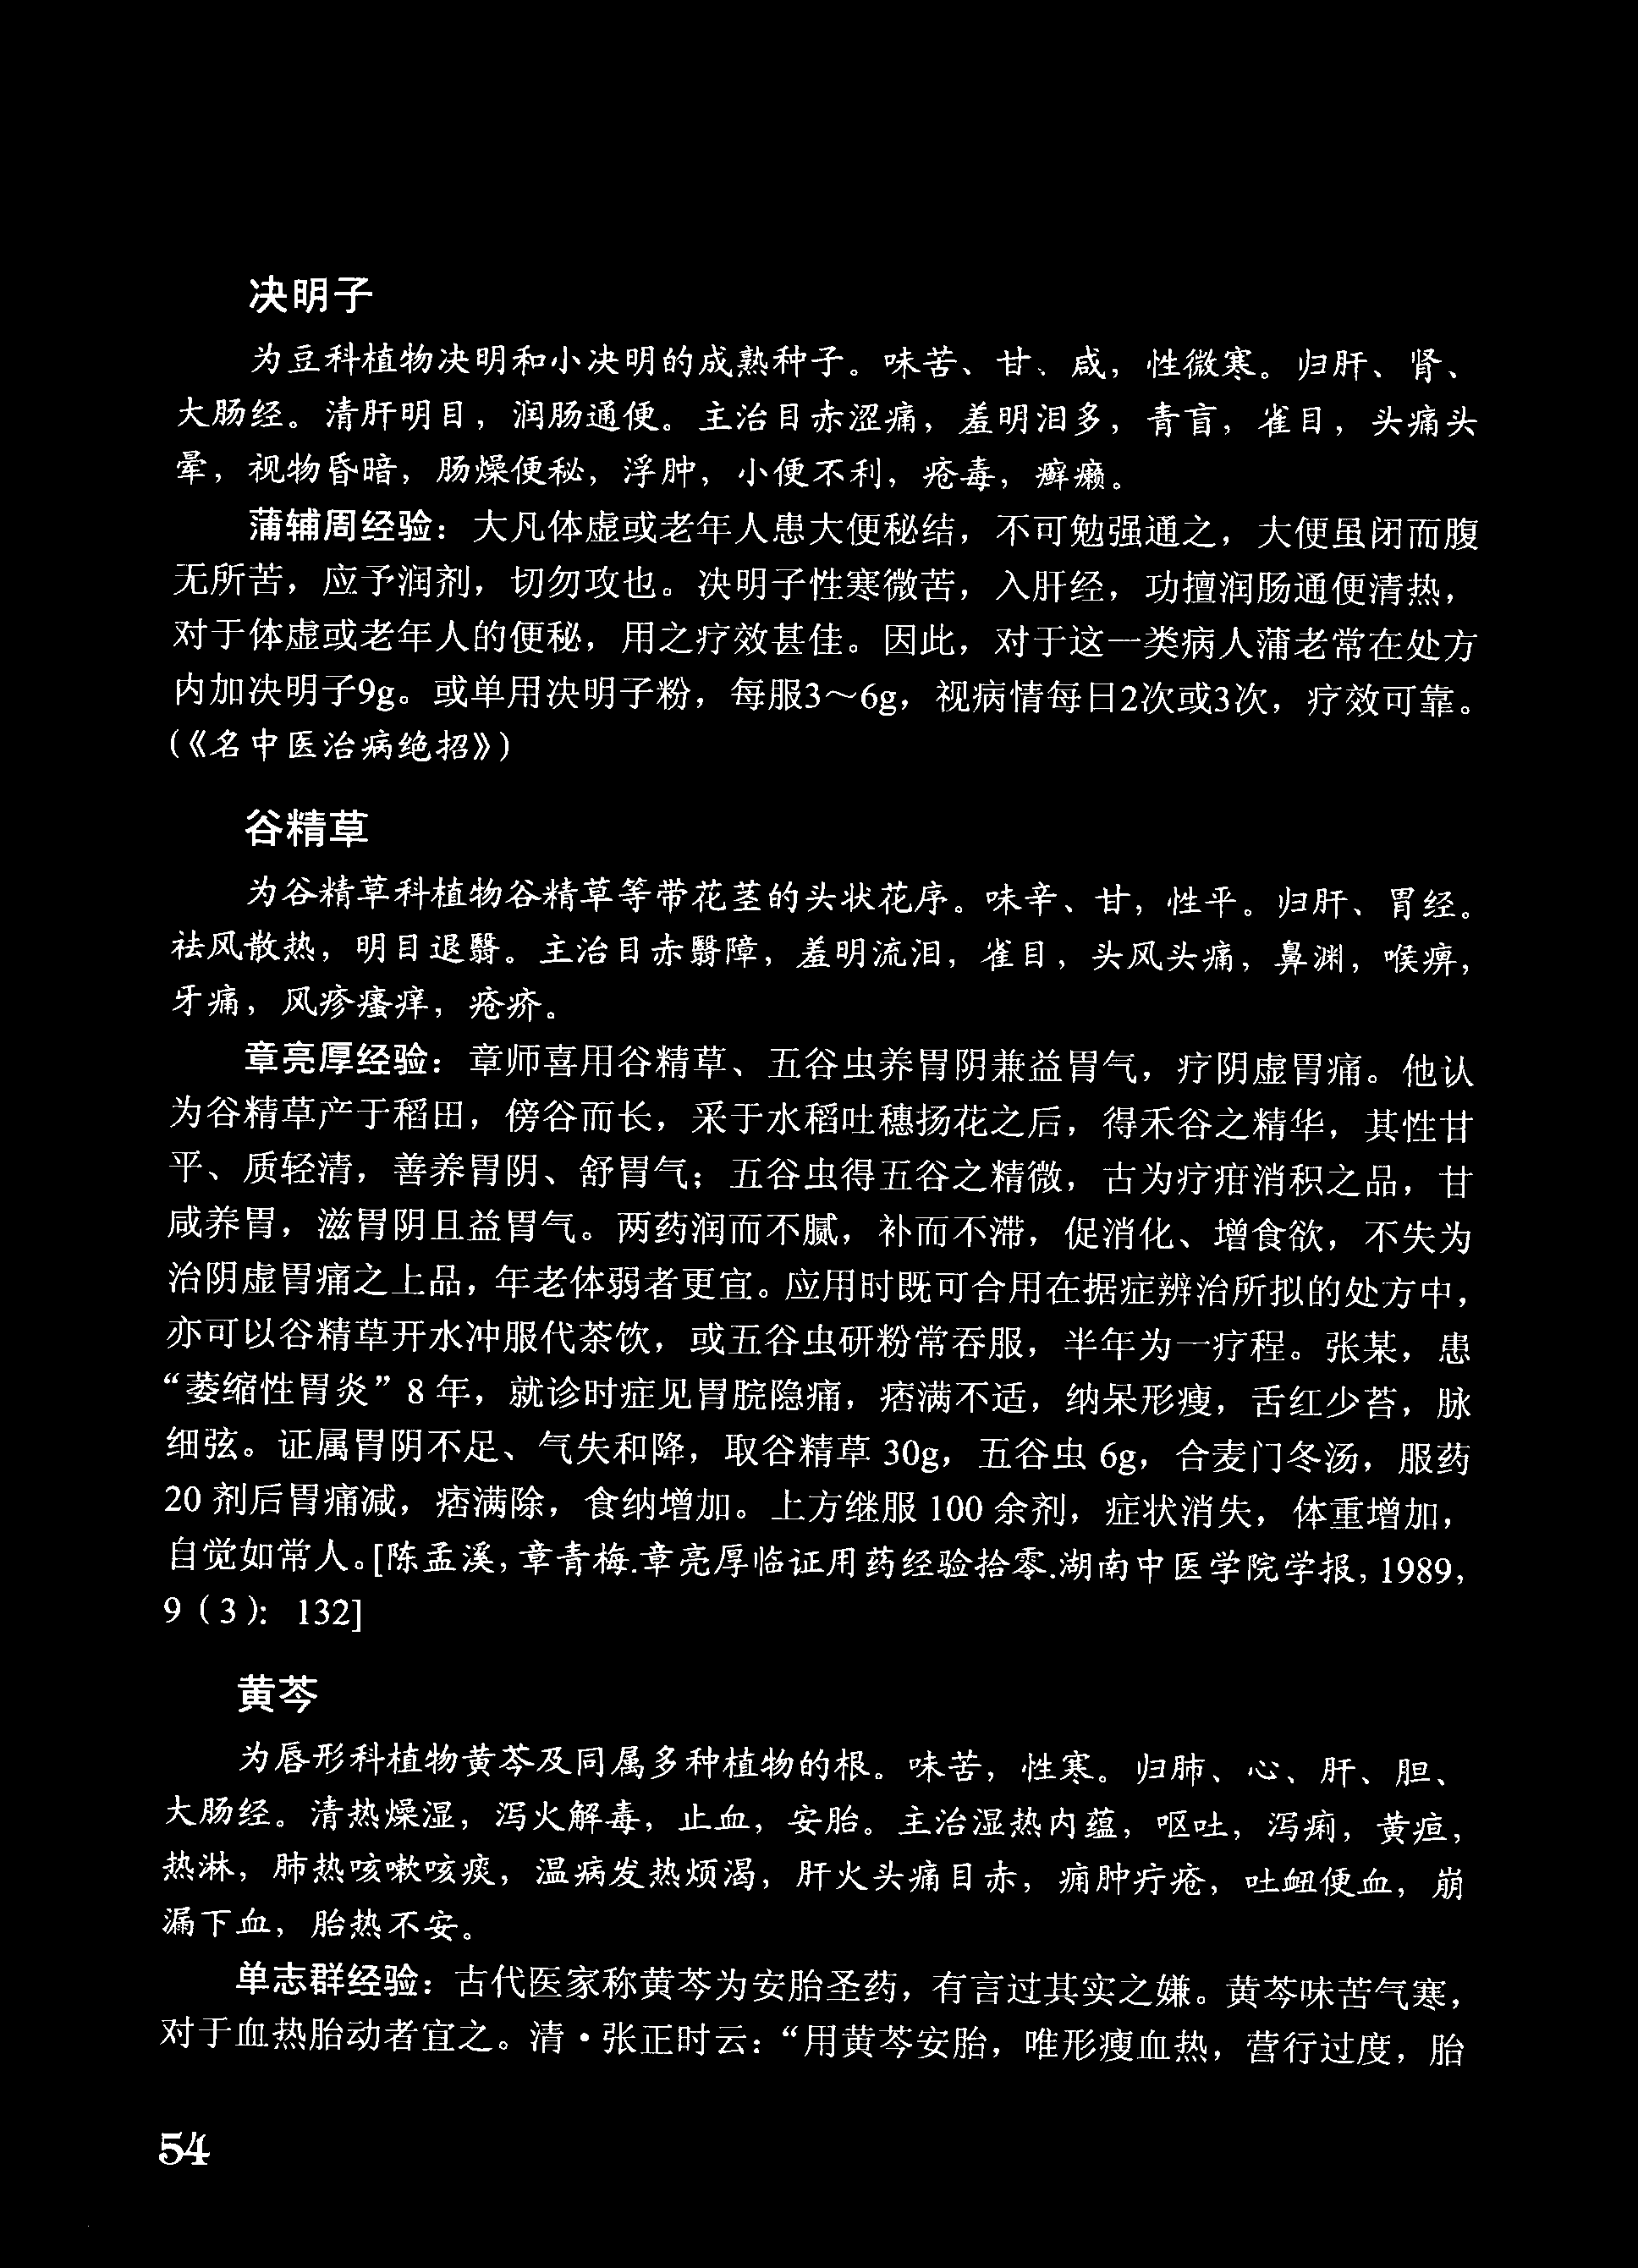 决明子
为豆科植物决明和小决明的成熟种子。味苦、甘、咸，性微寒。归肝、肾、
大肠经。清肝明目，润肠通便。主治目赤涩痛，羞明泪多，青盲，雀目，头痛头
晕，视物昏暗，肠燥便秘，浮肿，小便不利，疮毒，癣癞。
蒲辅周经验：大凡体虚或老年人患大便秘结，不可勉强通之，大便虽闭而腹
无所苦，应予润剂，切勿攻也。决明子性寒微苦，入肝经，功擅润肠通便清热，
对于体虚或老年人的便秘，用之疗效甚佳。因此，对于这一类病人蒲老常在处方
内加决明子9g。或单用决明子粉，每服3～6g，视病情每日2次或3次，疗效可靠。
（《名中医治病绝招》）
谷精草
为谷精草科植物谷精草等带花茎的头状花序。味辛、甘，性平。归肝、胃经。
祛风散热，明目退翳。主治目赤翳障，羞明流泪，雀目，头风头痛，鼻渊，喉痹，
牙痛，风疹瘙痒，疮疥。
章亮厚经验：章师喜用谷精草、五谷虫养胃阴兼益胃气，疗阴虚胃痛。他认
为谷精草产于稻田，傍谷而长，采于水稻吐穗扬花之后，得禾谷之精华，其性甘
平、质轻清，善养胃阴、舒胃气；五谷虫得五谷之精微，古为疗疳消积之品，甘
咸养胃，滋胃阴且益胃气。两药润而不腻，补而不滞，促消化、增食欲，不失为
治阴虚胃痛之上品，年老体弱者更宜。应用时既可合用在据症辨治所拟的处方中，
亦可以谷精草开水冲服代茶饮，或五谷虫研粉常吞服，半年为一疗程。张某，患
“萎缩性胃炎”8 年，就诊时症见胃脘隐痛，痞满不适，纳呆形瘦，舌红少苔，脉
细弦。证属胃阴不足、气失和降，取谷精草 30g，五谷虫 6g，合麦门冬汤，服药
20 剂后胃痛减，痞满除，食纳增加。上方继服 100 余剂，症状消失，体重增加，
自觉如常人。[陈孟溪，章青梅.章亮厚临证用药经验拾零.湖南中医学院学报，1989，
9（3）：132]
黄芩
为唇形科植物黄芩及同属多种植物的根。味苦，性寒。归肺、心、肝、胆、
大肠经。清热燥湿，泻火解毒，止血，安胎。主治湿热内蕴，呕吐，泻痢，黄疸，
热淋，肺热咳嗽咳痰，温病发热烦渴，肝火头痛目赤，痈肿疔疮，吐衄便血，崩
漏下血，胎热不安。
单志群经验：古代医家称黄芩为安胎圣药，有言过其实之嫌。黄芩味苦气寒，
对于血热胎动者宜之。清·张正时云：“用黄芩安胎，唯形瘦血热，营行过度，胎
54